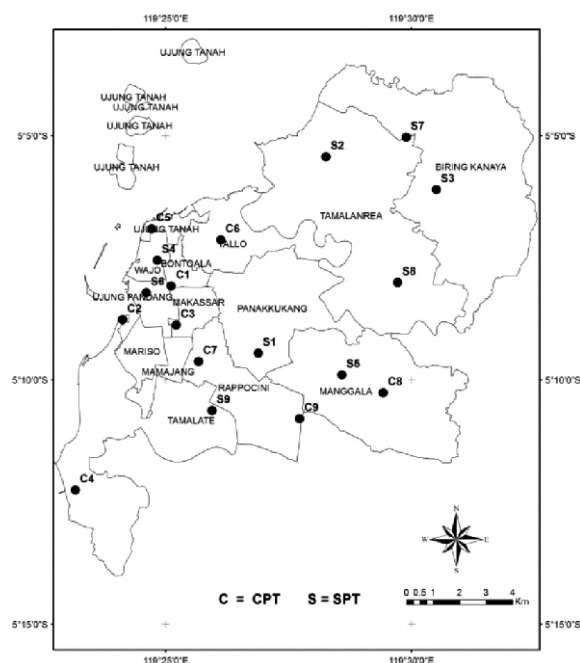 119°25'0"E
119°30'0"E
UJUNG TANAH
UJUNG TANAH
UJUNG TANAH
UJUNG TANAH
UJUNG TANAH
5°5'0"S
5°5'0"S
S7
S2
BIRING KANAYA
S3
TAMALANREA
C5
UJUNG TANAH
C6
TALLO
S4
BONTOALA
WAJO
C1
S8
S6
UJUNG PANDANG
MAKASSAR
PANAKKUKANG
C2
C3
MARISO
S1
C7
MAMAJANG
RAPPOCINI
S5
C8
MANGGALA
5°10'0"S
5°10'0"S
S9
TAMALATE
C9
C4
N
W
E
S
C = CPT S = SPT
0 0.5 1 2 3 4
Km
5°15'0"S
5°15'0"S
119°25'0"E
119°30'0"E